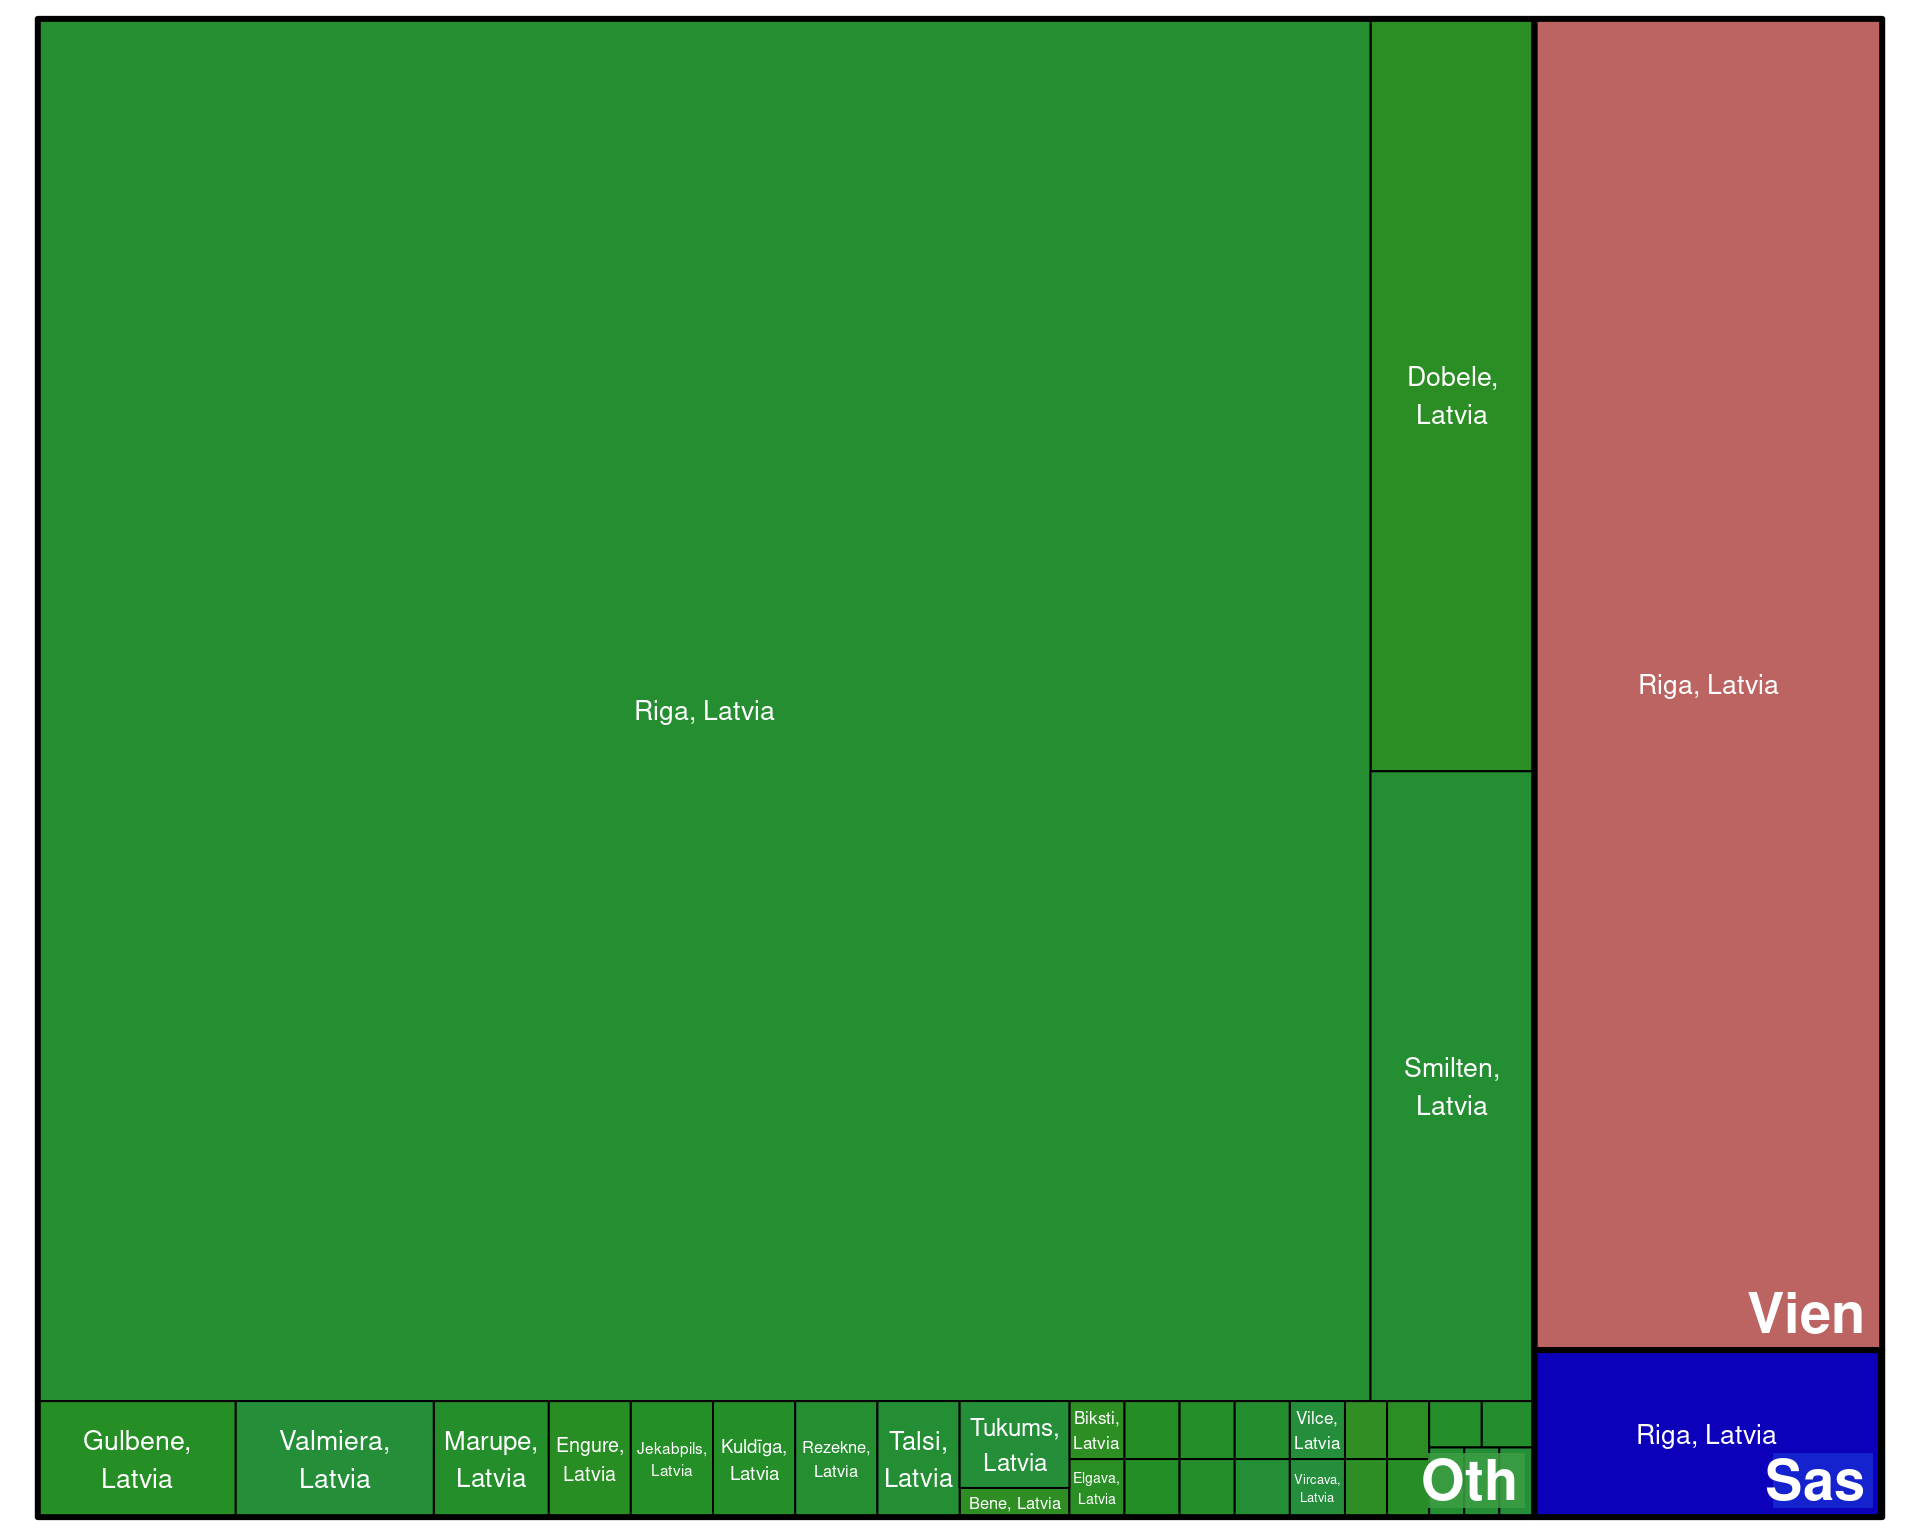 Riga, Latvia
Dobele,
Latvia
Smilten,
Latvia
Riga, Latvia
Vien
Riga, Latvia
Sas
Gulbene,
Latvia
Valmiera,
Latvia
Marupe,
Latvia
Engure,
Latvia
Jekabpils,
Latvia
Kuldīga,
Latvia
Rezekne,
Latvia
Talsi,
Latvia
Tukums,
Latvia
Bene, Latvia
Biksti,
Latvia
Elgava,
Latvia
Vilce,
Latvia
Vircava,
Latvia
Oth